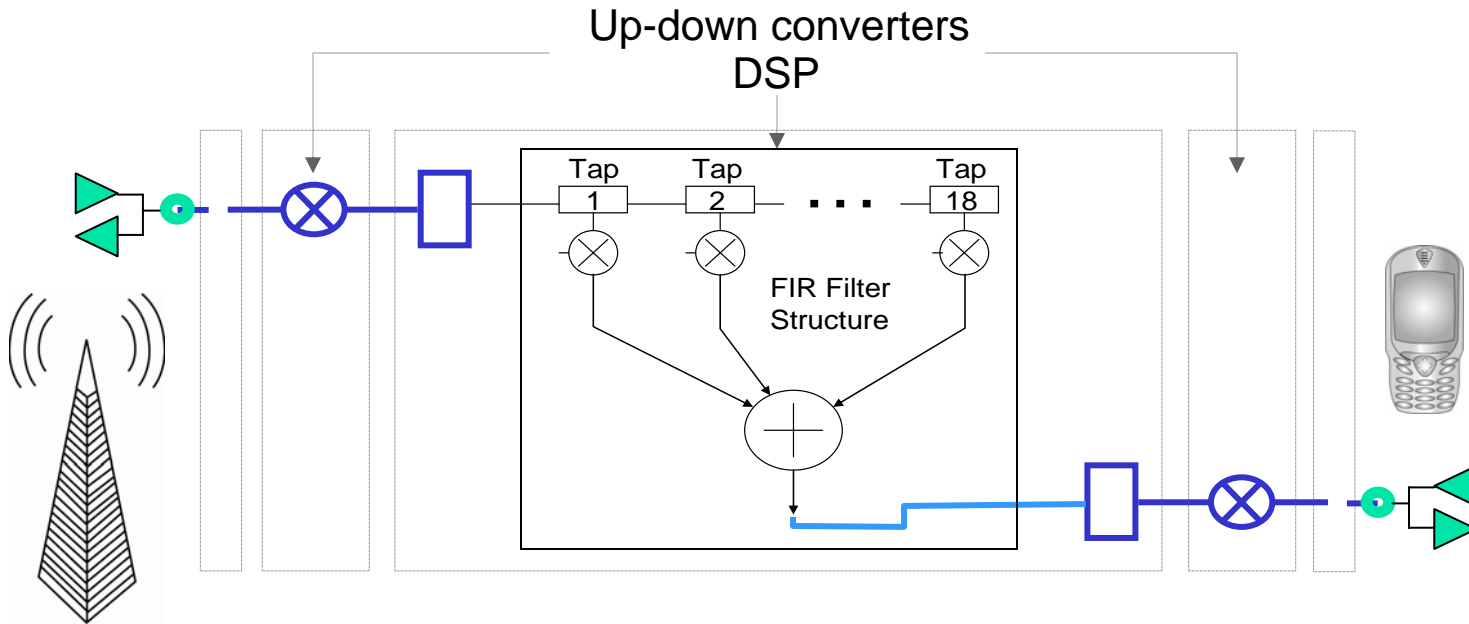 Up-down converters
DSP
Tap Tap Tap
1 2 ... 18
FIR Filter
Structure